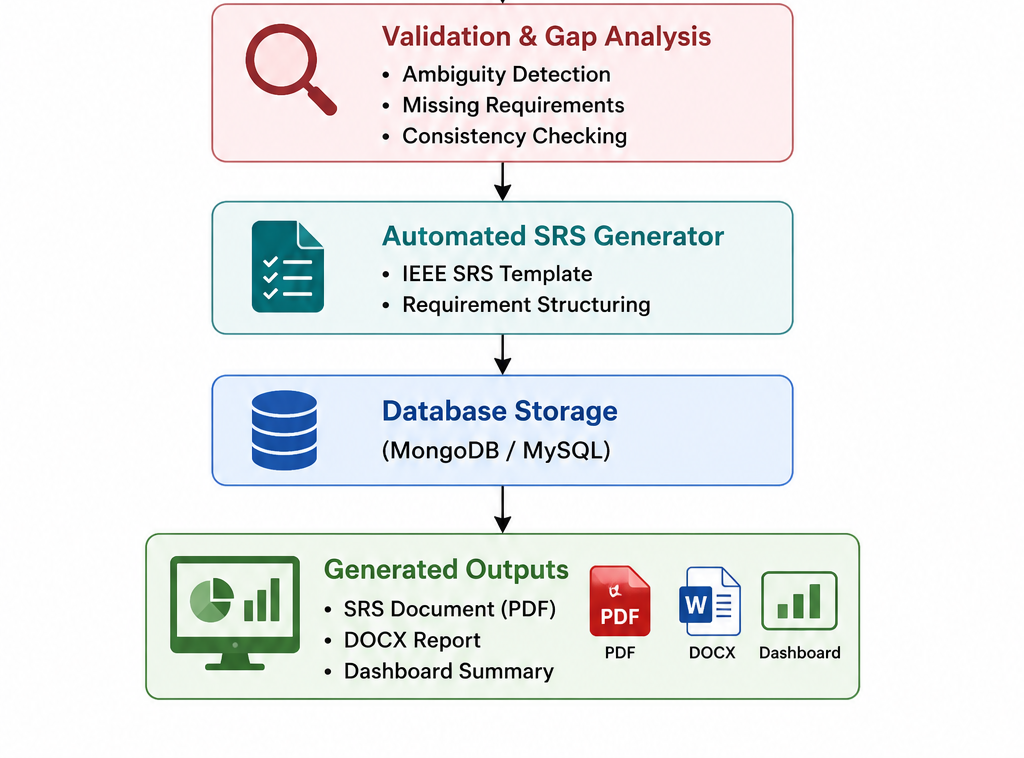 Validation & Gap Analysis
• Ambiguity Detection
• Missing Requirements
• Consistency Checking
Automated SRS Generator
• IEEE SRS Template
• Requirement Structuring
Database Storage
(MongoDB / MySQL)
Generated Outputs
• SRS Document (PDF)
• DOCX Report
• Dashboard Summary
PDF
PDF
W
DOCX
Dashboard